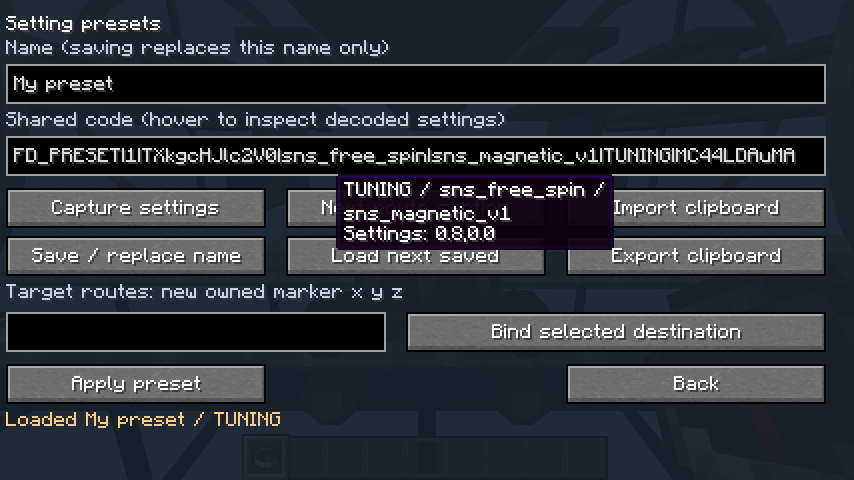 Setting presets
Name (saving replaces this name only)
My preset
Shared code (hover to inspect decoded settings)
FD_PRESET|1|TXkgcHJlc2V0|sns_free_spin|sns_magnetic_v1|TUNING|MC44LDAuMA
TUNING / sns_free_spin /
sns_magnetic_v1
Settings: 0.8,0.0
Capture settings
Import clipboard
Save / replace name
Load next saved
Export clipboard
Target routes: new owned marker x y z
Bind selected destination
Apply preset
Back
Loaded My preset / TUNING